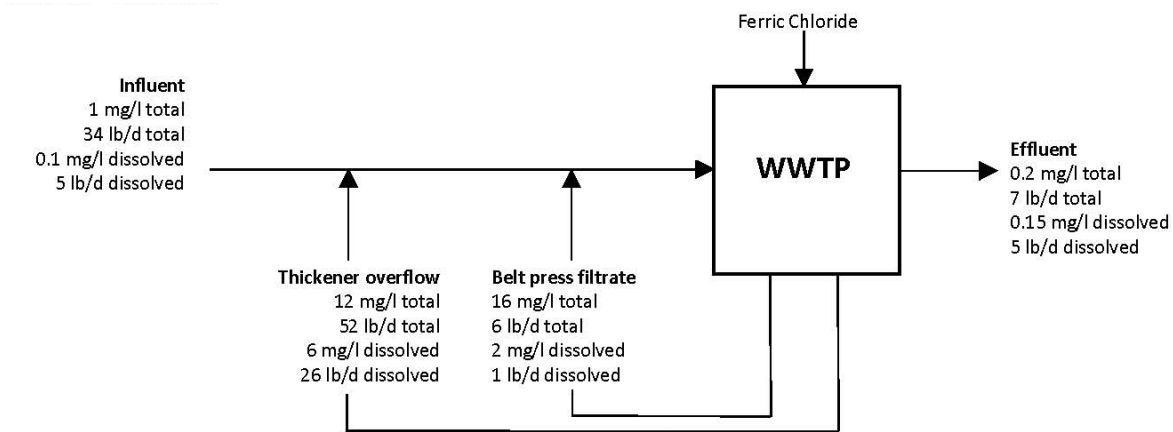 Ferric Chloride
Influent
1 mg/l total
34 lb/d total
0.1 mg/l dissolved
5 lb/d dissolved
WWTP
Effluent
0.2 mg/l total
7 lb/d total
0.15 mg/l dissolved
5 lb/d dissolved
Thickener overflow
12 mg/l total
52 lb/d total
6 mg/l dissolved
26 lb/d dissolved
Belt press filtrate
16 mg/l total
6 lb/d total
2 mg/l dissolved
1 lb/d dissolved